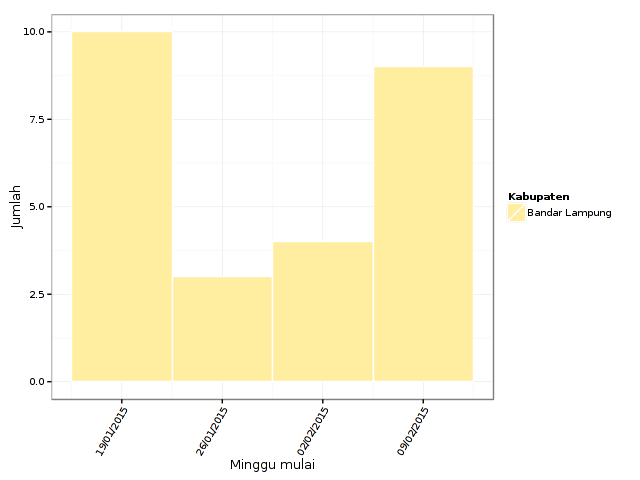 10.0
7.5
5.0
2.5
0.0
Jumlah
19/01/2015
26/01/2015
02/02/2015
09/02/2015
Minggu mulai
Kabupaten
Bandar Lampung